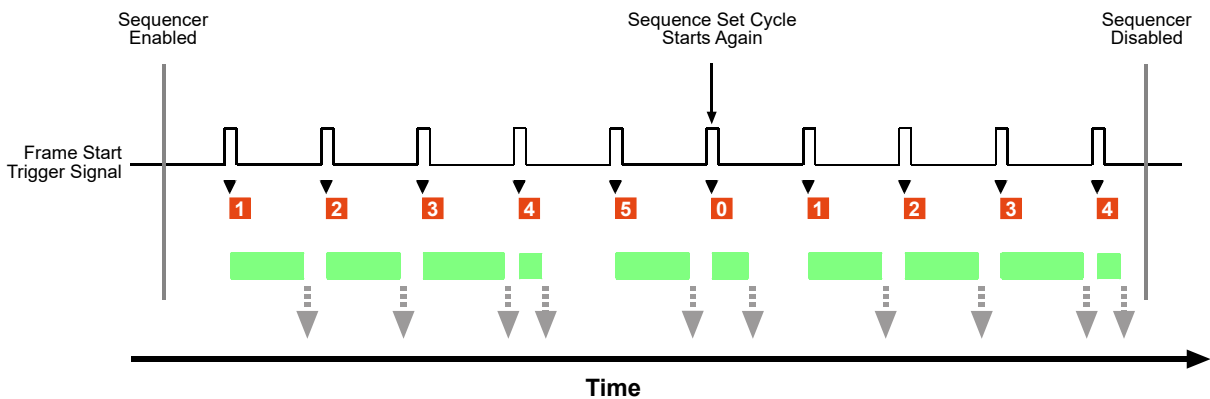 Sequencer
Enabled
Sequence Set Cycle
Starts Again
Sequencer
Disabled
Frame Start
Trigger Signal
1 2 3 4 5 0 1 2 3 4
Time